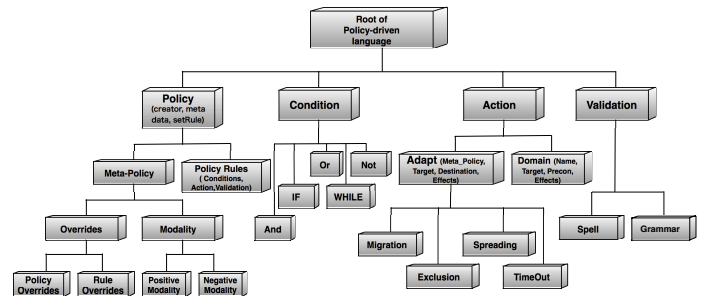 Root of
Policy-driven
language
Policy
(creator, meta
data, setRule)
Condition
Action
Validation
Meta-Policy
Policy Rules
( Conditions,
Action,Validation)
Or
Not
Adapt (Meta_Policy,
Target, Destination,
Effects)
Domain (Name,
Target, Precon,
Effects)
IF
WHILE
And
Overrides
Modality
Migration
Spreading
Spell
Grammar
Exclusion
TimeOut
Policy
Overrides
Rule
Overrides
Positive
Modality
Negative
Modality